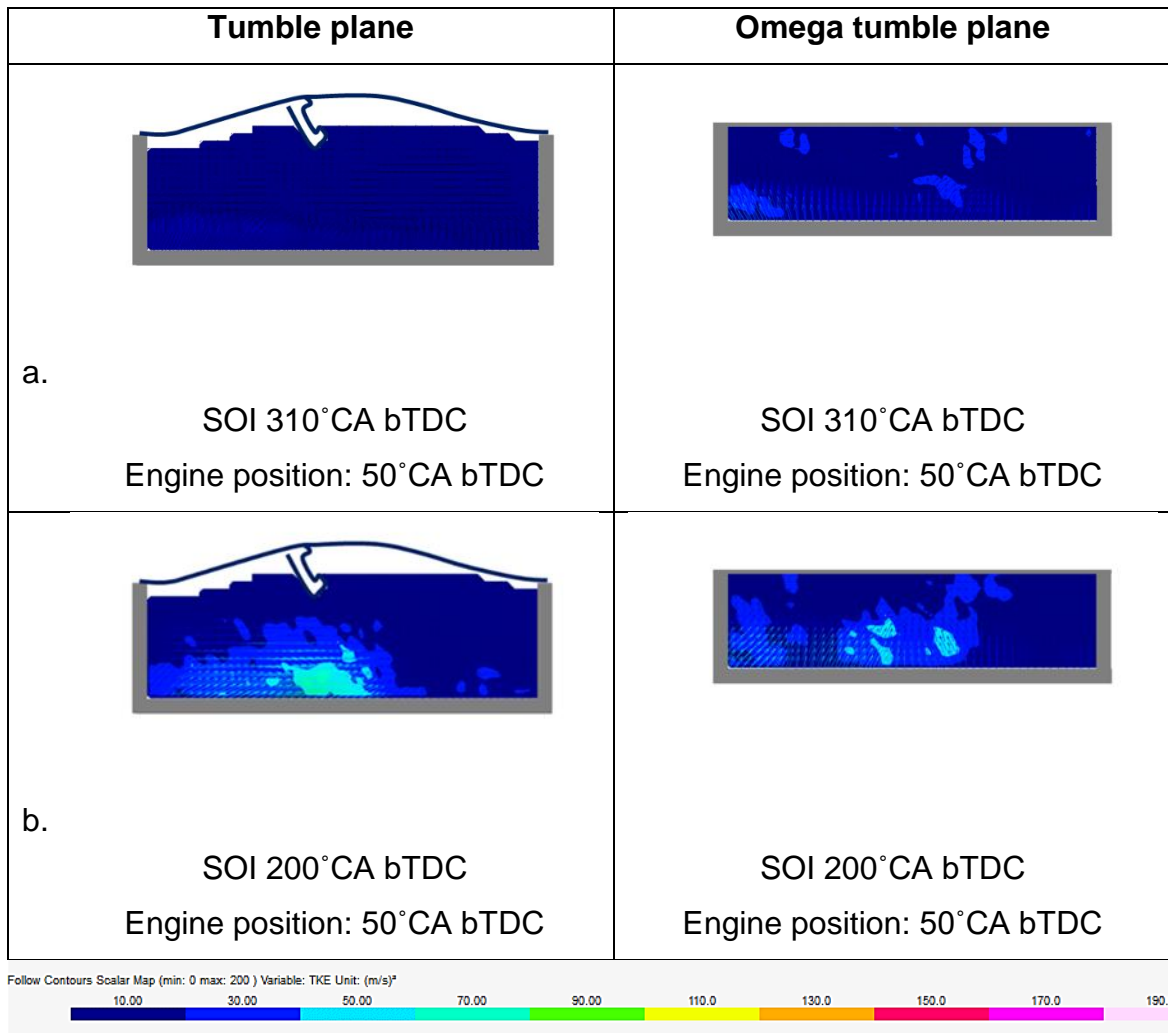 Tumble plane
Omega tumble plane
a.
SOI 310˚CA bTDC
Engine position: 50˚CA bTDC
SOI 310˚CA bTDC
Engine position: 50˚CA bTDC
b.
SOI 200˚CA bTDC
Engine position: 50˚CA bTDC
SOI 200˚CA bTDC
Engine position: 50˚CA bTDC
Follow Contours Scalar Map (min: 0 max: 200 ) Variable: TKE Unit: (m/s)²
10.00 30.00 50.00 70.00 90.00 110.0 130.0 150.0 170.0 190.